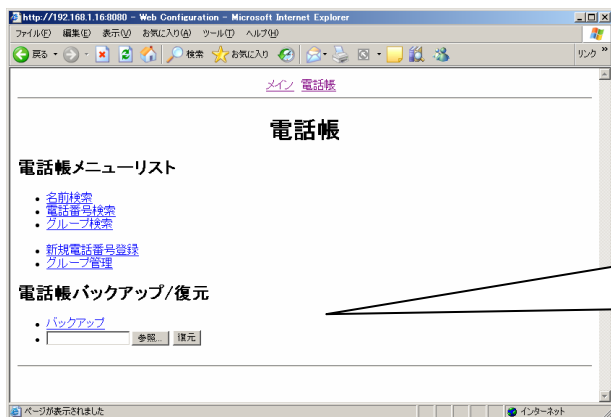 http://192.168.1.16:8080 - Web Configuration - Microsoft Internet Explorer
ファイル(F) 編集(E) 表示(V) お気に入り(A) ツール(T) ヘルプ(H)
戻る 検索 お気に入り リンク »
メイン 電話帳
電話帳
電話帳メニューリスト
名前検索
電話番号検索
グループ検索
新規電話番号登録
グループ管理
電話帳バックアップ/復元
バックアップ
参照... 復元
ページが表示されました インターネット